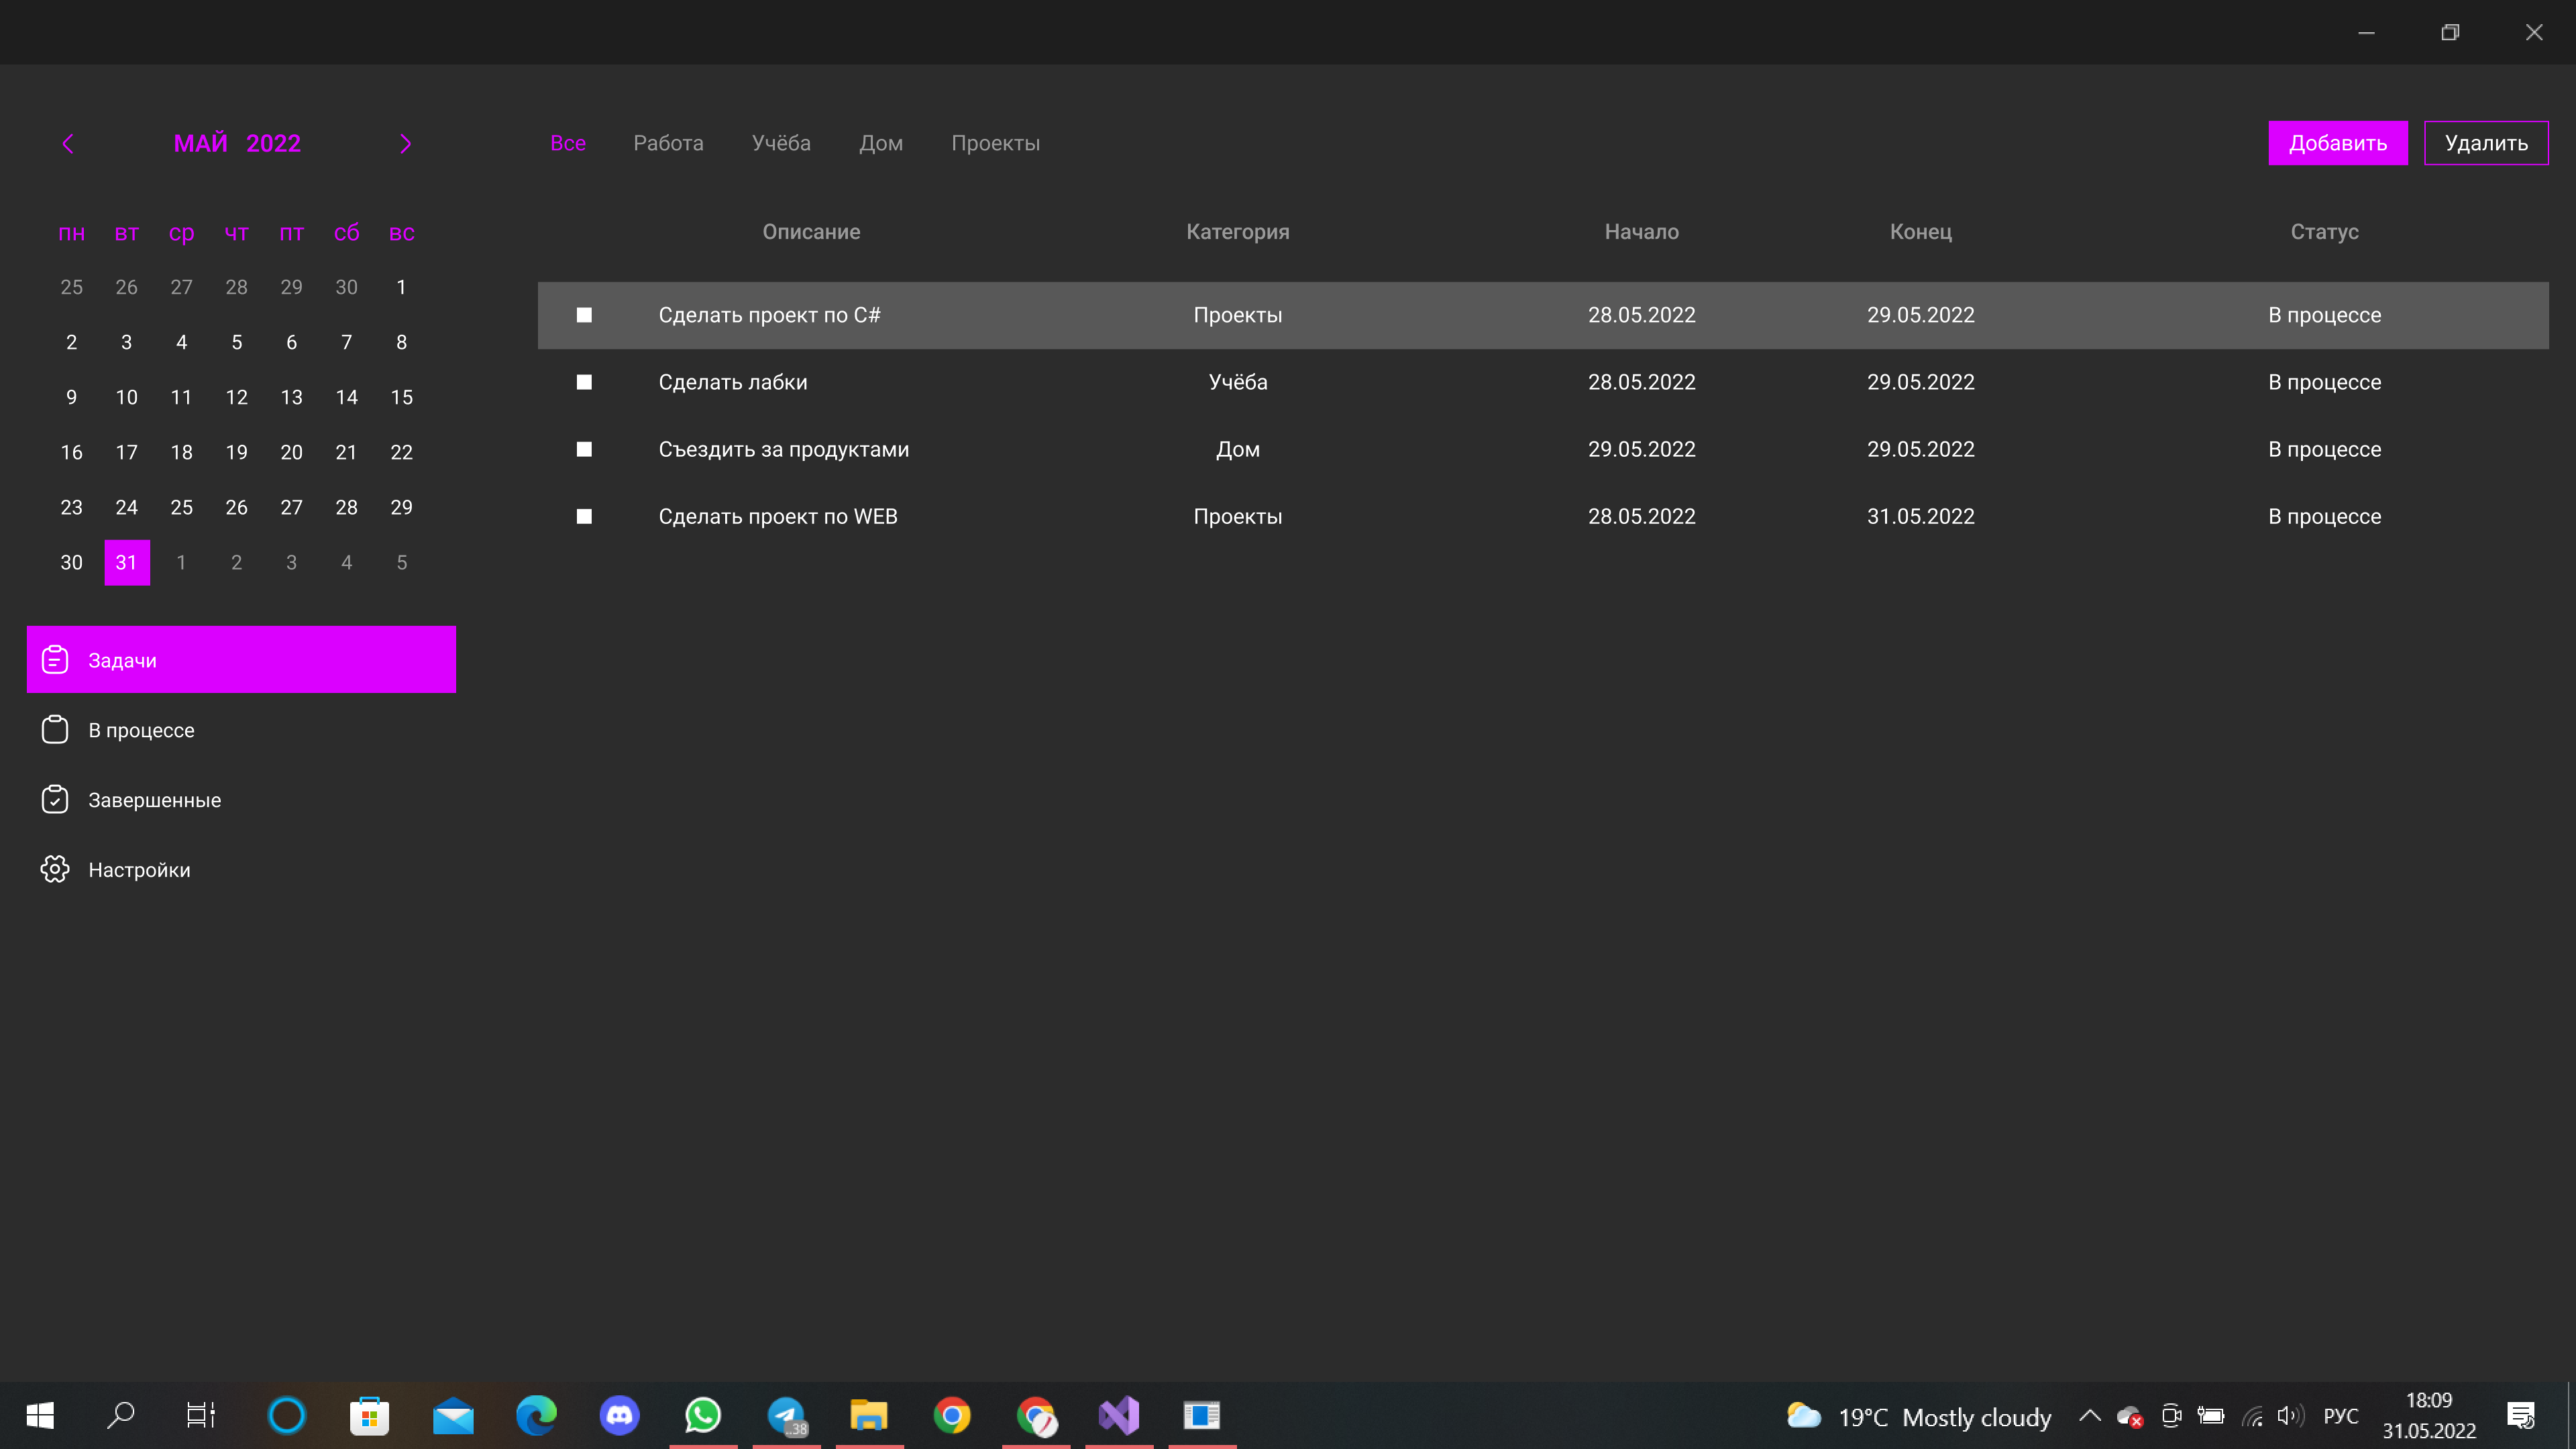 МАЙ 2022
Все Работа Учёба Дом Проекты
Добавить Удалить
пн вт ср чт пт сб вс
25 26 27 28 29 30 1
2 3 4 5 6 7 8
9 10 11 12 13 14 15
16 17 18 19 20 21 22
23 24 25 26 27 28 29
30 31 1 2 3 4 5
Задачи
В процессе
Завершенные
Настройки
Описание Категория Начало Конец Статус
Сделать проект по C# Проекты 28.05.2022 29.05.2022 В процессе
Сделать лабки Учёба 28.05.2022 29.05.2022 В процессе
Съездить за продуктами Дом 29.05.2022 29.05.2022 В процессе
Сделать проект по WEB Проекты 28.05.2022 31.05.2022 В процессе
..38
19°C Mostly cloudy
РУС
18:09
31.05.2022